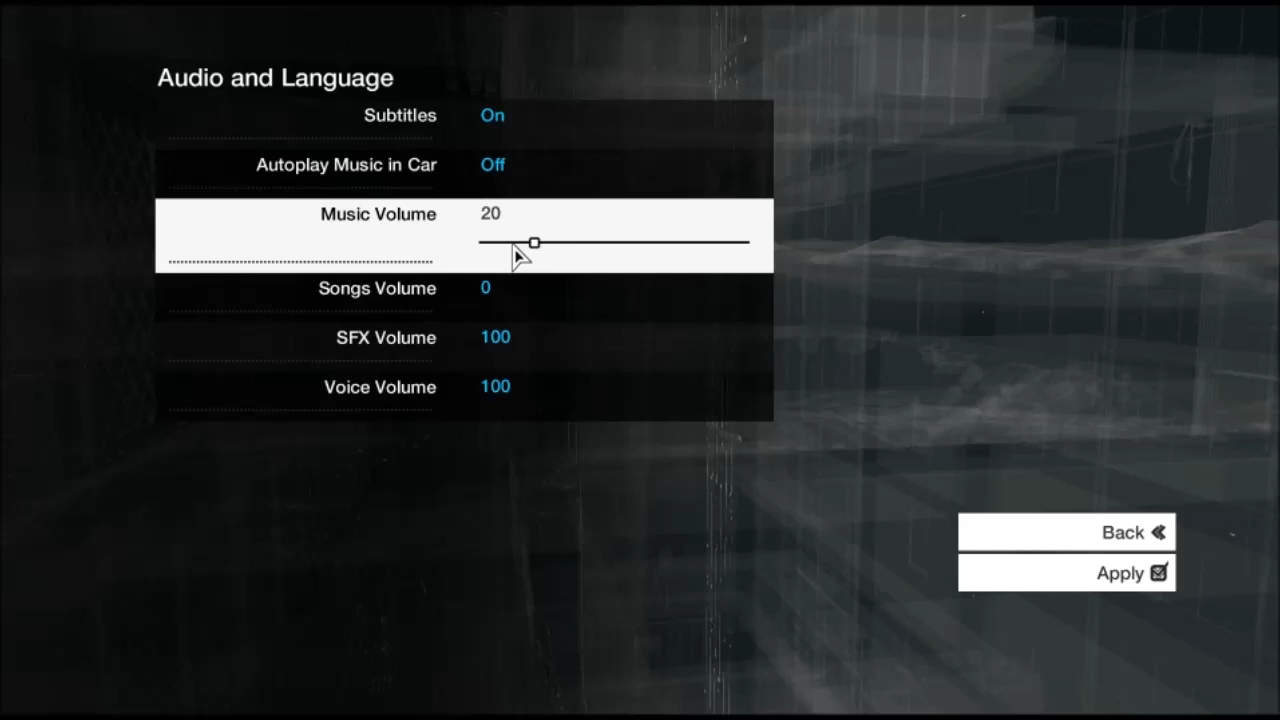 Audio and Language
Subtitles On
Autoplay Music in Car Off
Music Volume 20
Songs Volume 0
SFX Volume 100
Voice Volume 100
Back
Apply